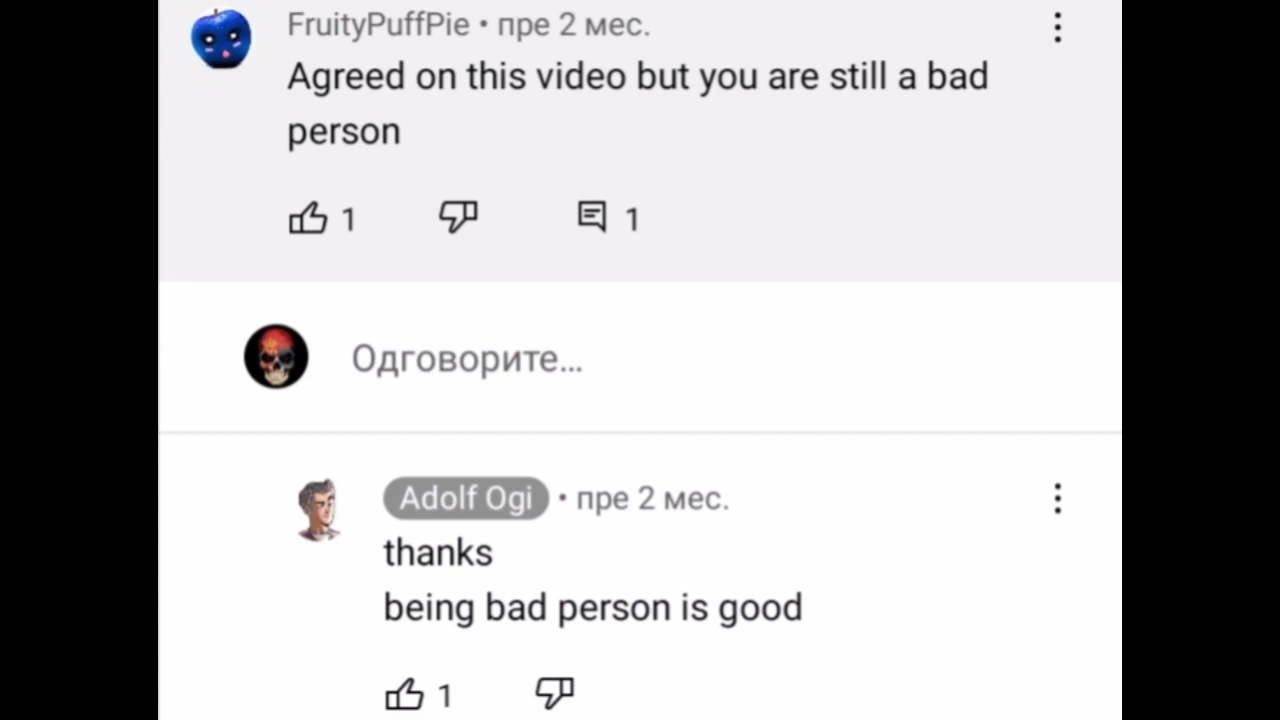 FruityPuffPie • пре 2 мес.
Agreed on this video but you are still a bad
person
1 1
Одговорите...
Adolf Ogi • пре 2 мес.
thanks
being bad person is good
1